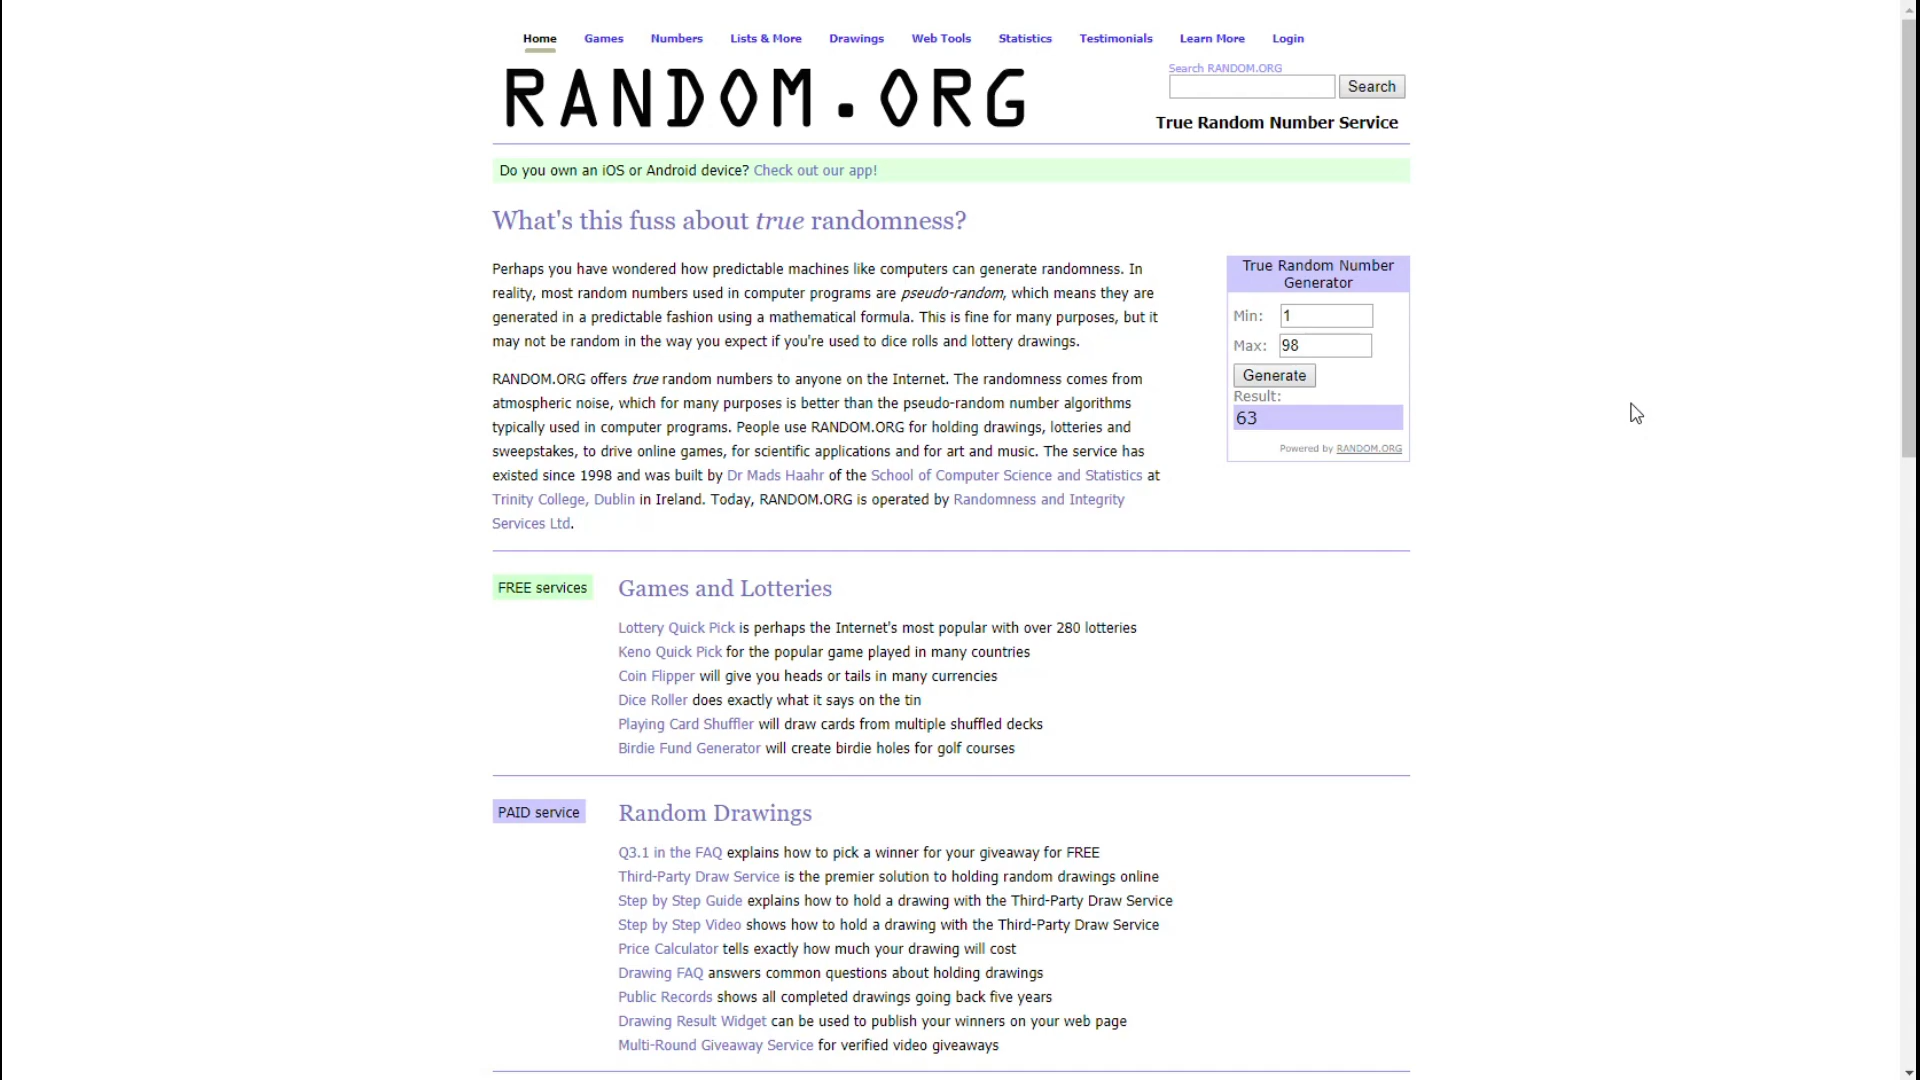 Home Games Numbers Lists & More Drawings Web Tools Statistics Testimonials Learn More Login
RANDOM.ORG
Search RANDOM.ORG
Search
True Random Number Service
Do you own an iOS or Android device? Check out our app!
What's this fuss about true randomness?
Perhaps you have wondered how predictable machines like computers can generate randomness. In
reality, most random numbers used in computer programs are pseudo-random, which means they are
generated in a predictable fashion using a mathematical formula. This is fine for many purposes, but it
may not be random in the way you expect if you're used to dice rolls and lottery drawings.
RANDOM.ORG offers true random numbers to anyone on the Internet. The randomness comes from
atmospheric noise, which for many purposes is better than the pseudo-random number algorithms
typically used in computer programs. People use RANDOM.ORG for holding drawings, lotteries and
sweepstakes, to drive online games, for scientific applications and for art and music. The service has
existed since 1998 and was built by Dr Mads Haahr of the School of Computer Science and Statistics at
Trinity College, Dublin in Ireland. Today, RANDOM.ORG is operated by Randomness and Integrity
Services Ltd.
True Random Number
Generator
Min: 1
Max: 98
Generate
Result:
63
Powered by RANDOM.ORG
FREE services
Games and Lotteries
Lottery Quick Pick is perhaps the Internet's most popular with over 280 lotteries
Keno Quick Pick for the popular game played in many countries
Coin Flipper will give you heads or tails in many currencies
Dice Roller does exactly what it says on the tin
Playing Card Shuffler will draw cards from multiple shuffled decks
Birdie Fund Generator will create birdie holes for golf courses
PAID service
Random Drawings
Q3.1 in the FAQ explains how to pick a winner for your giveaway for FREE
Third-Party Draw Service is the premier solution to holding random drawings online
Step by Step Guide explains how to hold a drawing with the Third-Party Draw Service
Step by Step Video shows how to hold a drawing with the Third-Party Draw Service
Price Calculator tells exactly how much your drawing will cost
Drawing FAQ answers common questions about holding drawings
Public Records shows all completed drawings going back five years
Drawing Result Widget can be used to publish your winners on your web page
Multi-Round Giveaway Service for verified video giveaways